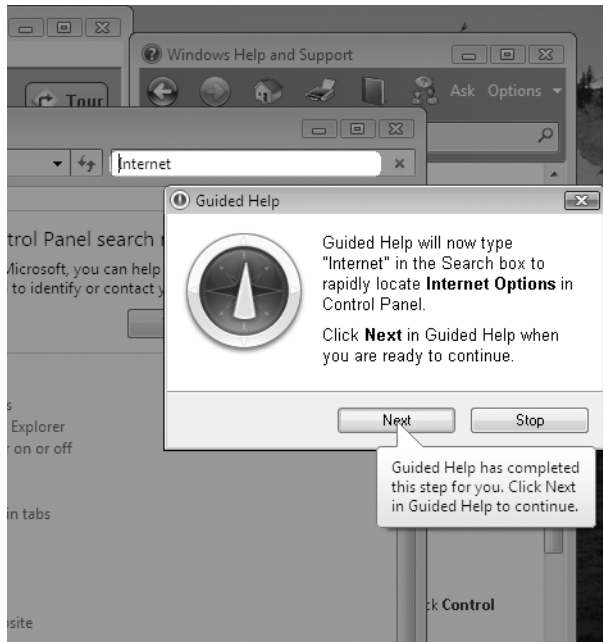 Windows Help and Support
Tour
Ask Options
Internet
Guided Help
trol Panel search
Microsoft, you can help
to identify or contact
Guided Help will now type
"Internet" in the Search box to
rapidly locate Internet Options in
Control Panel.
Click Next in Guided Help when
you are ready to continue.
Explorer
on or off
Next
Stop
Guided Help has completed
this step for you. Click Next
in Guided Help to continue.
in tabs
Control